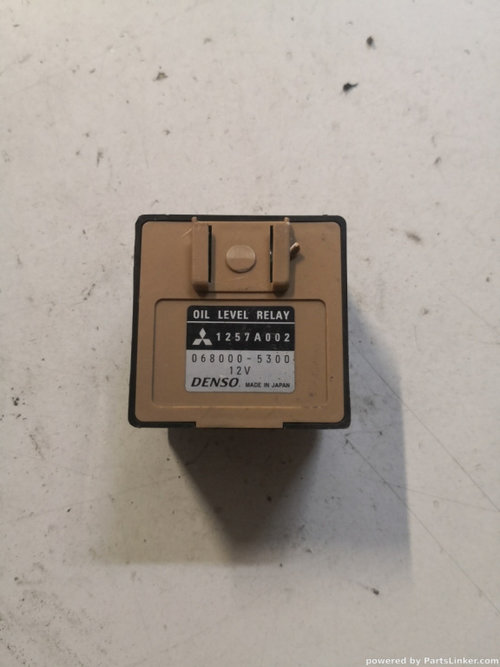 OIL LEVEL RELAY
1257A002
068000-5300
12V
DENSO MADE IN JAPAN
powered by PartsLinker.com